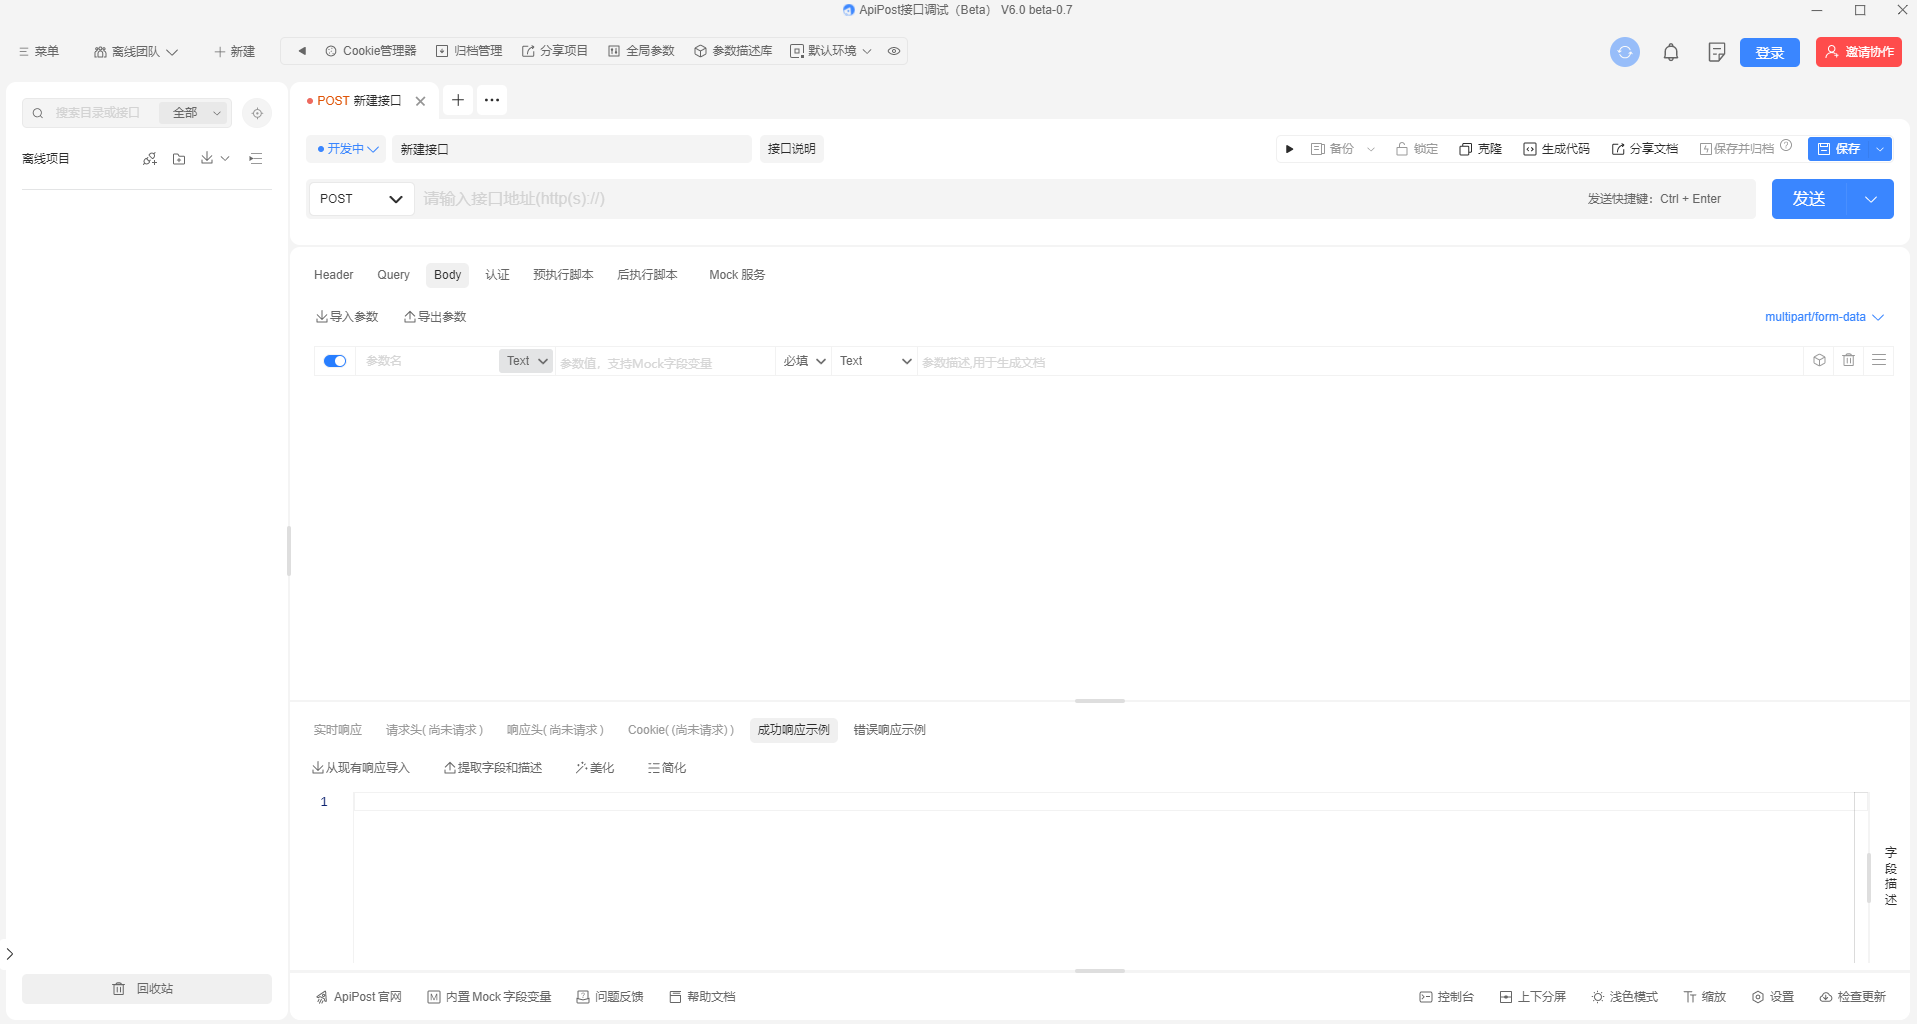 ApiPost接口调试（Beta） V6.0 beta-0.7
菜单 离线团队 新建 Cookie管理器 归档管理 分享项目 全局参数 参数描述库 默认环境 登录 邀请协作
搜索目录或接口 全部
离线项目
POST 新建接口
开发中 新建接口 接口说明 备份 锁定 克隆 生成代码 分享文档 保存并归档 保存
POST 请输入接口地址(http(s)://) 发送快捷键：Ctrl + Enter 发送
Header Query Body 认证 预执行脚本 后执行脚本 Mock 服务
导入参数 导出参数 multipart/form-data
参数名 Text 参数值，支持Mock字段变量 必填 Text 参数描述,用于生成文档
实时响应 请求头(尚未请求) 响应头(尚未请求) Cookie((尚未请求)) 成功响应示例 错误响应示例
从现有响应导入 提取字段和描述 美化 简化
1
字段描述
回收站
ApiPost 官网 内置 Mock 字段变量 问题反馈 帮助文档 控制台 上下分屏 浅色模式 缩放 设置 检查更新